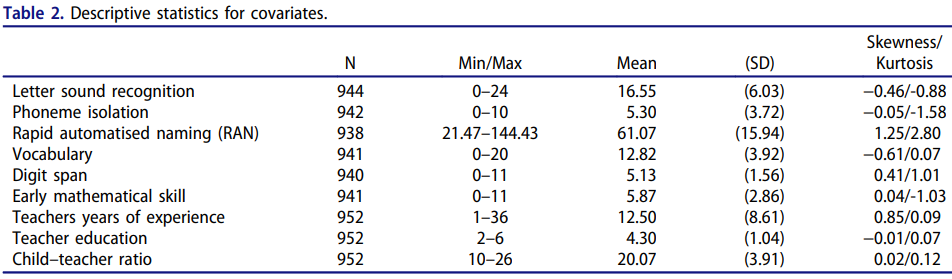 Table 2. Descriptive statistics for covariates.
N Min/Max Mean (SD) Skewness/
Kurtosis
Letter sound recognition 944 0–24 16.55 (6.03) −0.46/-0.88
Phoneme isolation 942 0–10 5.30 (3.72) −0.05/-1.58
Rapid automatised naming (RAN) 938 21.47–144.43 61.07 (15.94) 1.25/2.80
Vocabulary 941 0–20 12.82 (3.92) −0.61/0.07
Digit span 940 0–11 5.13 (1.56) 0.41/1.01
Early mathematical skill 941 0–11 5.87 (2.86) 0.04/-1.03
Teachers years of experience 952 1–36 12.50 (8.61) 0.85/0.09
Teacher education 952 2–6 4.30 (1.04) −0.01/0.07
Child–teacher ratio 952 10–26 20.07 (3.91) 0.02/0.12